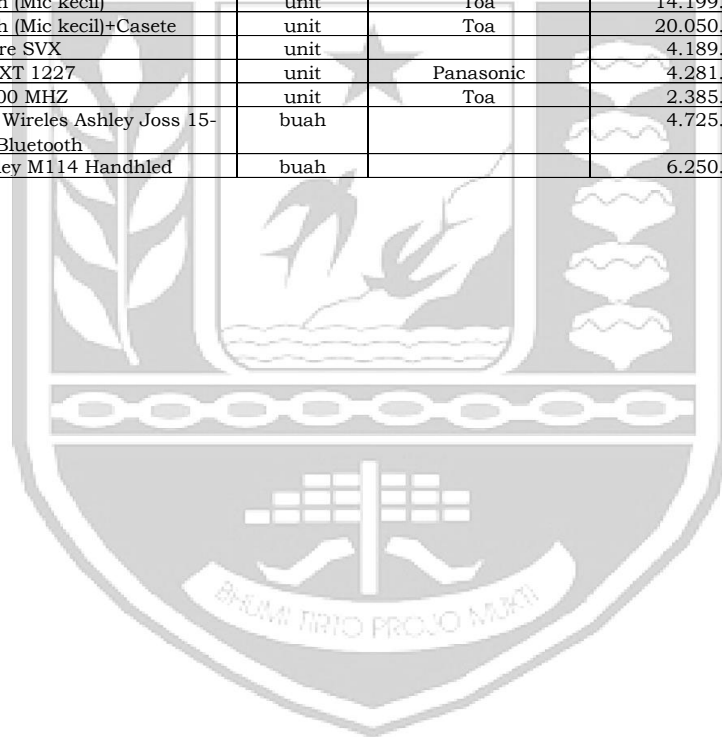 (Mic kecil) unit Toa 14.199.
(Mic kecil)+Casete unit Toa 20.050.
re SVX unit 4.189.
XT 1227 unit Panasonic 4.281.
00 MHZ unit Toa 2.385.
Wireles Ashley Joss 15- buah 4.725.
Bluetooth
ey M114 Handhled buah 6.250.
BHUMI TIRTO PROJO MUKTI